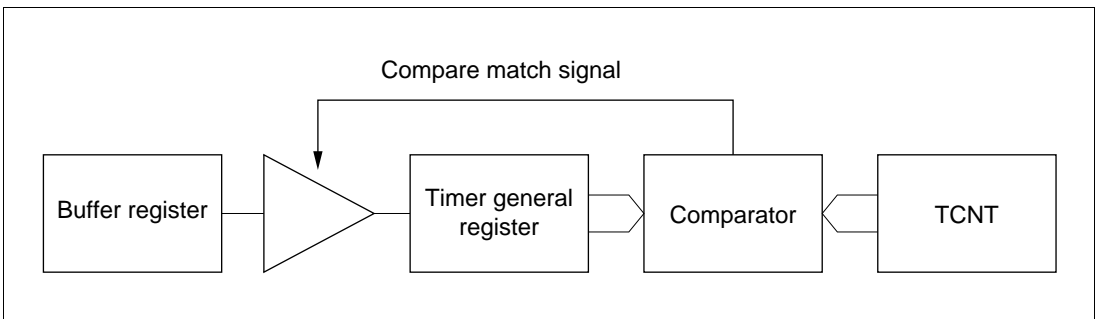 Compare match signal
Buffer register
Timer general
register
Comparator
TCNT